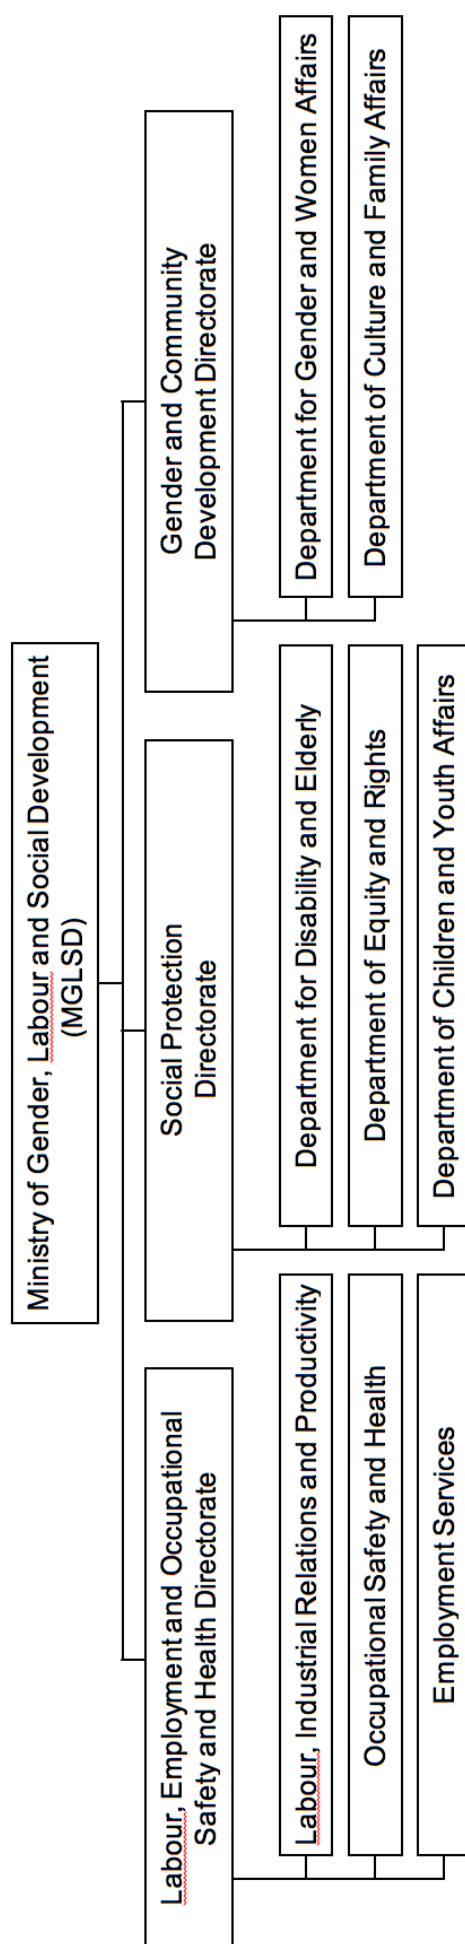 Ministry of Gender, Labour and Social Development
(MGLSD)
Labour, Employment and Occupational
Safety and Health Directorate
Labour, Industrial Relations and Productivity
Occupational Safety and Health
Employment Services
Social Protection
Directorate
Department for Disability and Elderly
Department of Equity and Rights
Department of Children and Youth Affairs
Gender and Community
Development Directorate
Department for Gender and Women Affairs
Department of Culture and Family Affairs